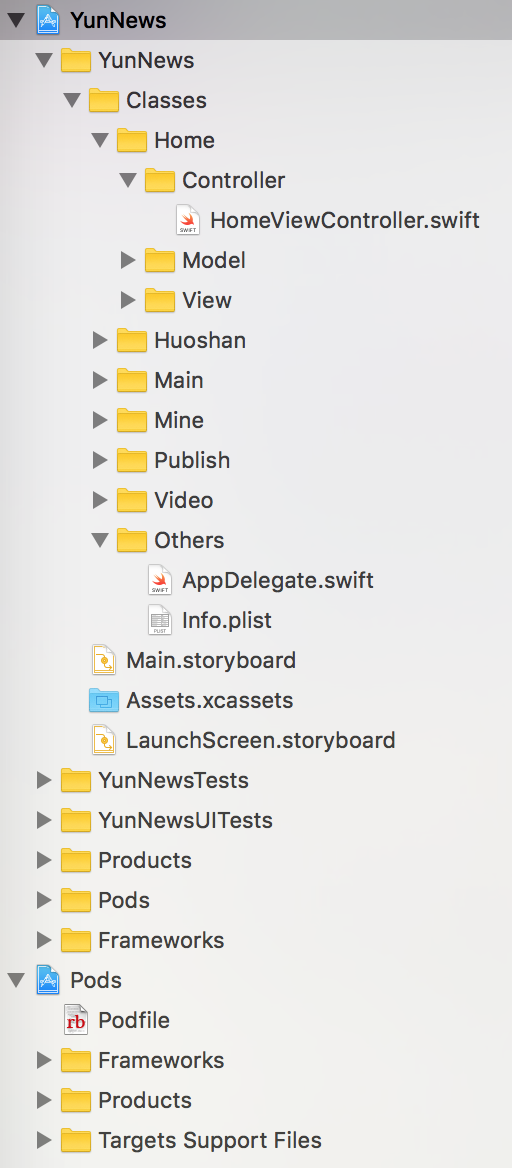 YunNews
YunNews
Classes
Home
Controller
HomeViewController.swift
Model
View
Huoshan
Main
Mine
Publish
Video
Others
AppDelegate.swift
Info.plist
Main.storyboard
Assets.xcassets
LaunchScreen.storyboard
YunNewsTests
YunNewsUITests
Products
Pods
Frameworks
Pods
Podfile
Frameworks
Products
Targets Support Files